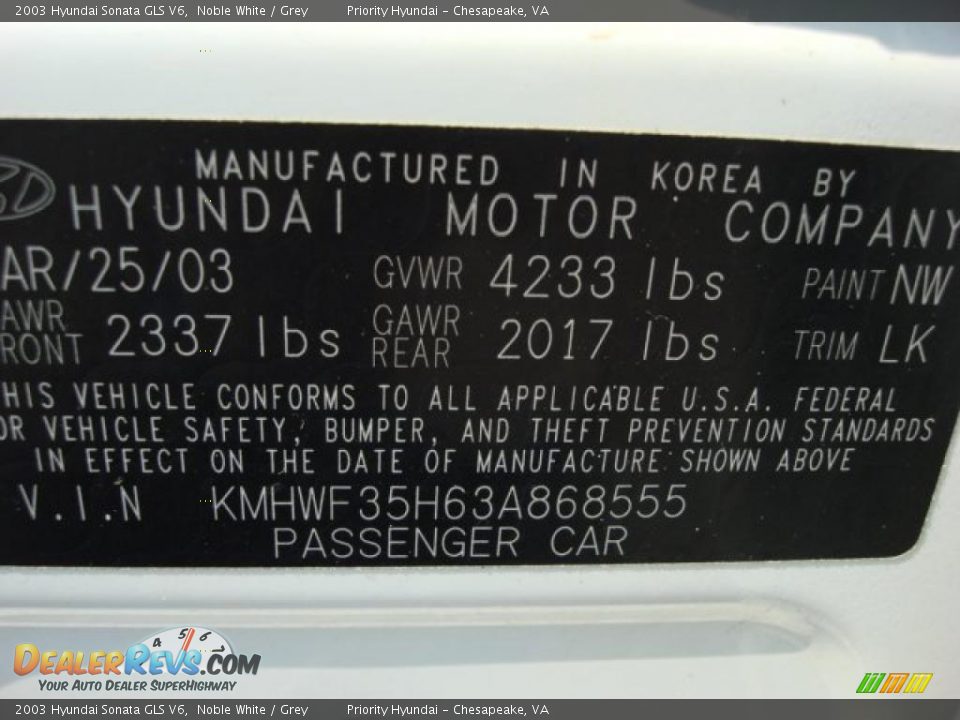 2003 Hyundai Sonata GLS V6, Noble White / Grey Priority Hyundai - Chesapeake, VA
MANUFACTURED IN KOREA BY
HYUNDAI MOTOR COMPANY
AR/25/03 GVWR 4233 lbs PAINT NW
AWR RONT 2337 lbs GAWR REAR 2017 lbs TRIM LK
HIS VEHICLE CONFORMS TO ALL APPLICABLE U.S.A. FEDERAL
OR VEHICLE SAFETY, BUMPER, AND THEFT PREVENTION STANDARDS
IN EFFECT ON THE DATE OF MANUFACTURE SHOWN ABOVE
V.I.N KMHWF35H63A868555
PASSENGER CAR
4 5 6 7
DEALERREVS.COM
YOUR AUTO DEALER SUPERHIGHWAY
2003 Hyundai Sonata GLS V6, Noble White / Grey Priority Hyundai - Chesapeake, VA